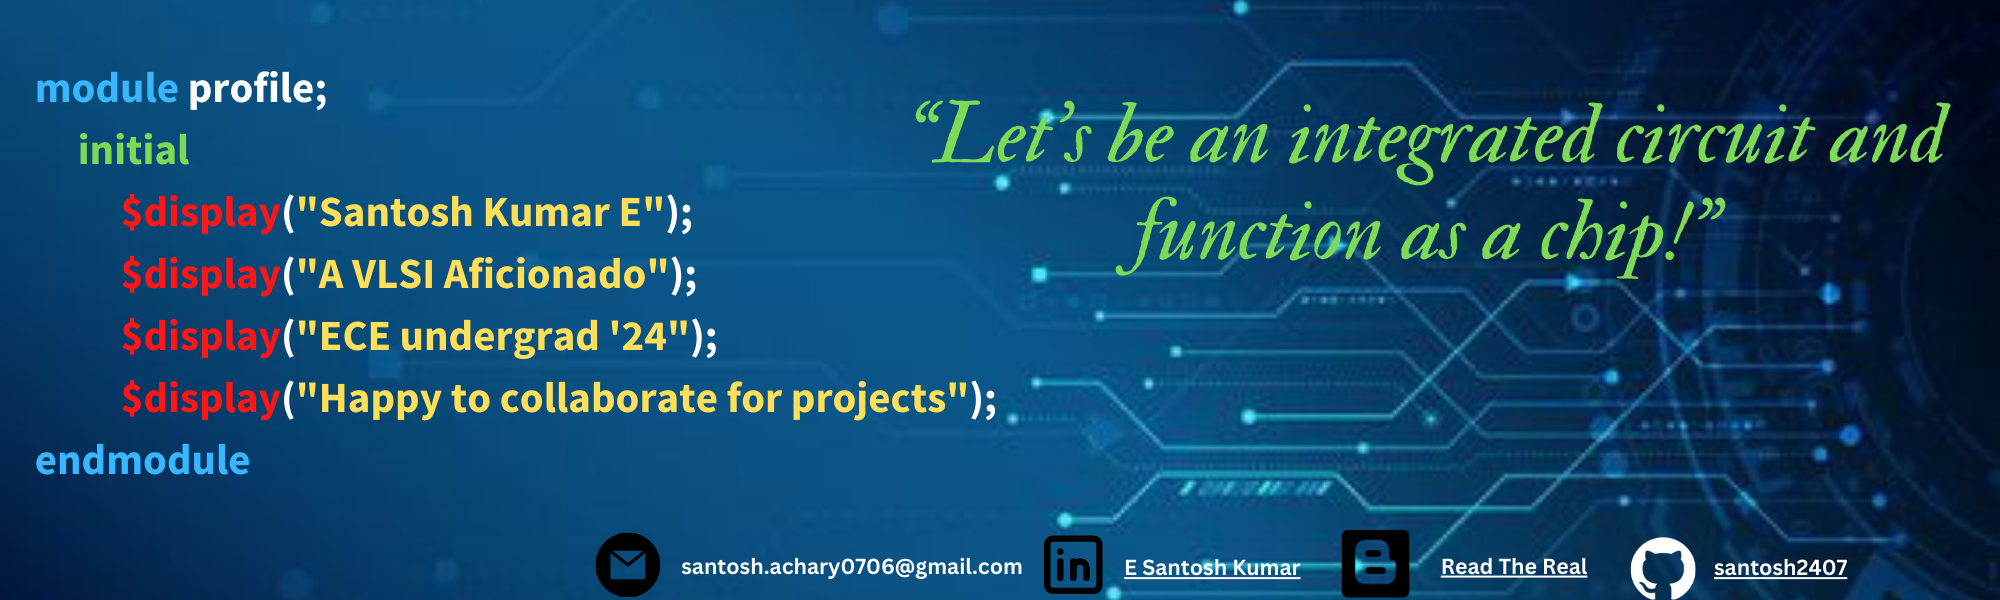 module profile;
initial
$display("Santosh Kumar E");
$display("A VLSI Aficionado");
$display("ECE undergrad '24");
$display("Happy to collaborate for projects");
endmodule
“Let’s be an integrated circuit and
function as a chip!”
santosh.achary0706@gmail.com
in
E Santosh Kumar
Read The Real
santosh2407